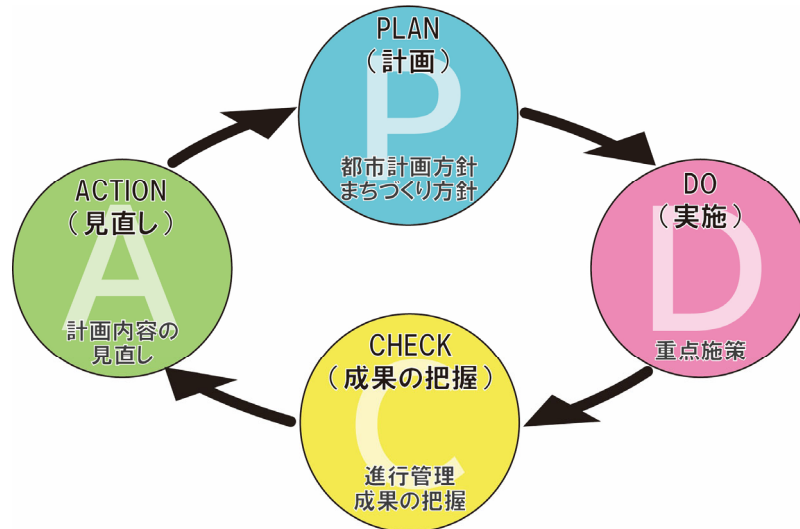 PLAN
（計画）
P
都市計画方針
まちづくり方針
DO
（実施）
D
重点施策
CHECK
（成果の把握）
C
進行管理
成果の把握
ACTION
（見直し）
A
計画内容の
見直し